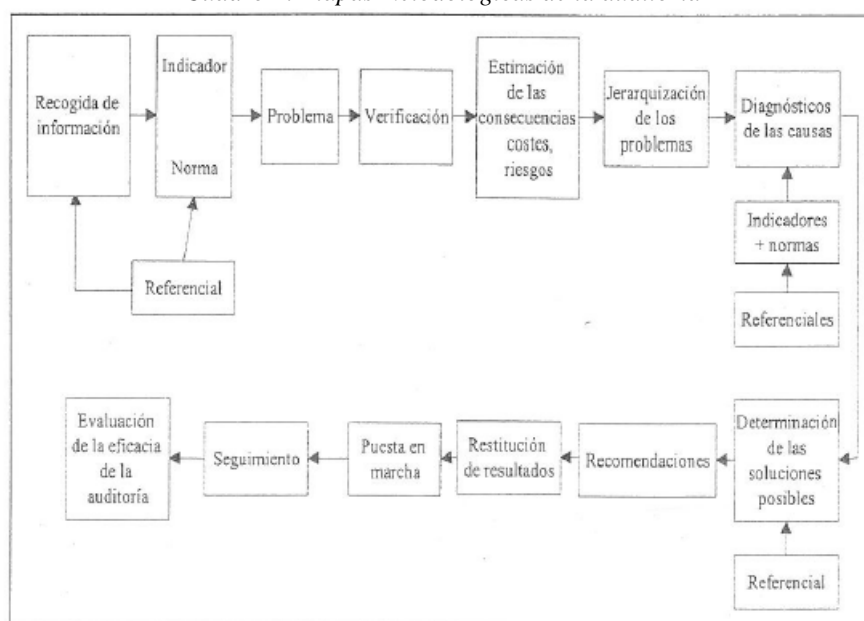 Indicador
Norma
Recogida de
información
Problema
Verificación
Estimación
de las
consecuencias
costes,
riesgos
Jerarquización
de los
problemas
Diagnósticos
de las causas
Indicadores
+ normas
Referenciales
Referencial
Determinación
de las
soluciones
posibles
Referencial
Recomendaciones
Restitución
de resultados
Puesta en
marcha
Seguimiento
Evaluación
de la eficacia
de la
auditoría